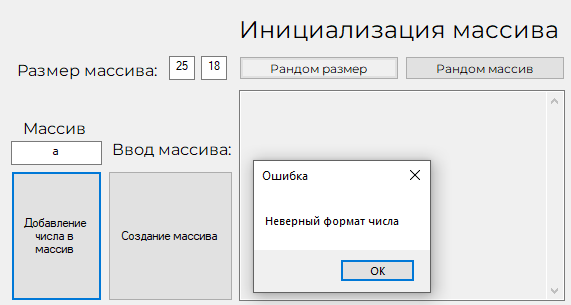 Инициализация массива
Размер массива: 25 18
Рандом размер
Рандом массив
Массив
a
Ввод массива:
Добавление
числа в
массив
Создание массива
Ошибка
Неверный формат числа
OK